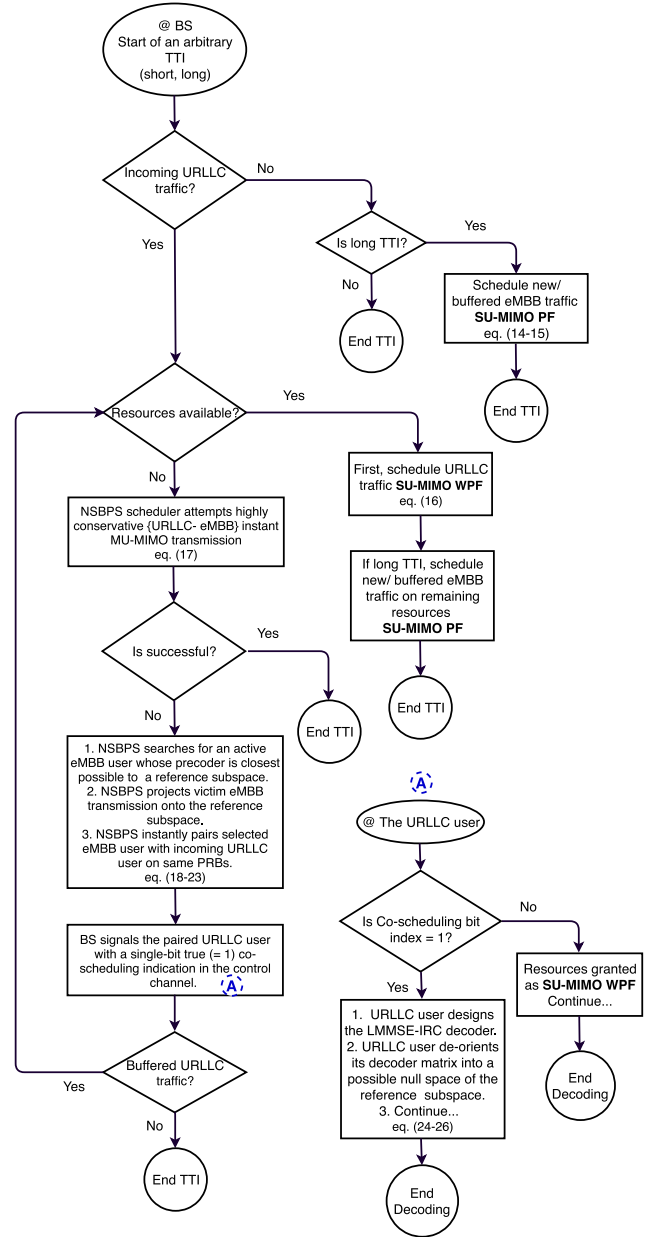 @ BS
Start of an arbitrary
TTI
(short, long)
Incoming URLLC
traffic?
No
Yes
Is long TTI?
Yes
No
Schedule new/
buffered eMBB traffic
SU-MIMO PF
eq. (14-15)
End TTI
End TTI
Resources available?
Yes
No
First, schedule URLLC
traffic SU-MIMO WPF
eq. (16)
NSBPS scheduler attempts highly
conservative {URLLC- eMBB} instant
MU-MIMO transmission
eq. (17)
If long TTI, schedule
new/ buffered eMBB
traffic on remaining
resources
SU-MIMO PF
Is successful?
Yes
No
End TTI
End TTI
1. NSBPS searches for an active
eMBB user whose precoder is closest
possible to a reference subspace.
2. NSBPS projects victim eMBB
transmission onto the reference
subspace.
3. NSBPS instantly pairs selected
eMBB user with incoming URLLC
user on same PRBs.
eq. (18-23)
BS signals the paired URLLC user
with a single-bit true (= 1) co-
scheduling indication in the control
channel.
A
Buffered URLLC
traffic?
Yes
No
End TTI
A
@ The URLLC user
Is Co-scheduling bit
index = 1?
No
Yes
Resources granted
as SU-MIMO WPF
Continue...
1. URLLC user designs
the LMMSE-IRC decoder.
2. URLLC user de-orients
its decoder matrix into a
possible null space of the
reference subspace.
3. Continue...
eq. (24-26)
End
Decoding
End
Decoding